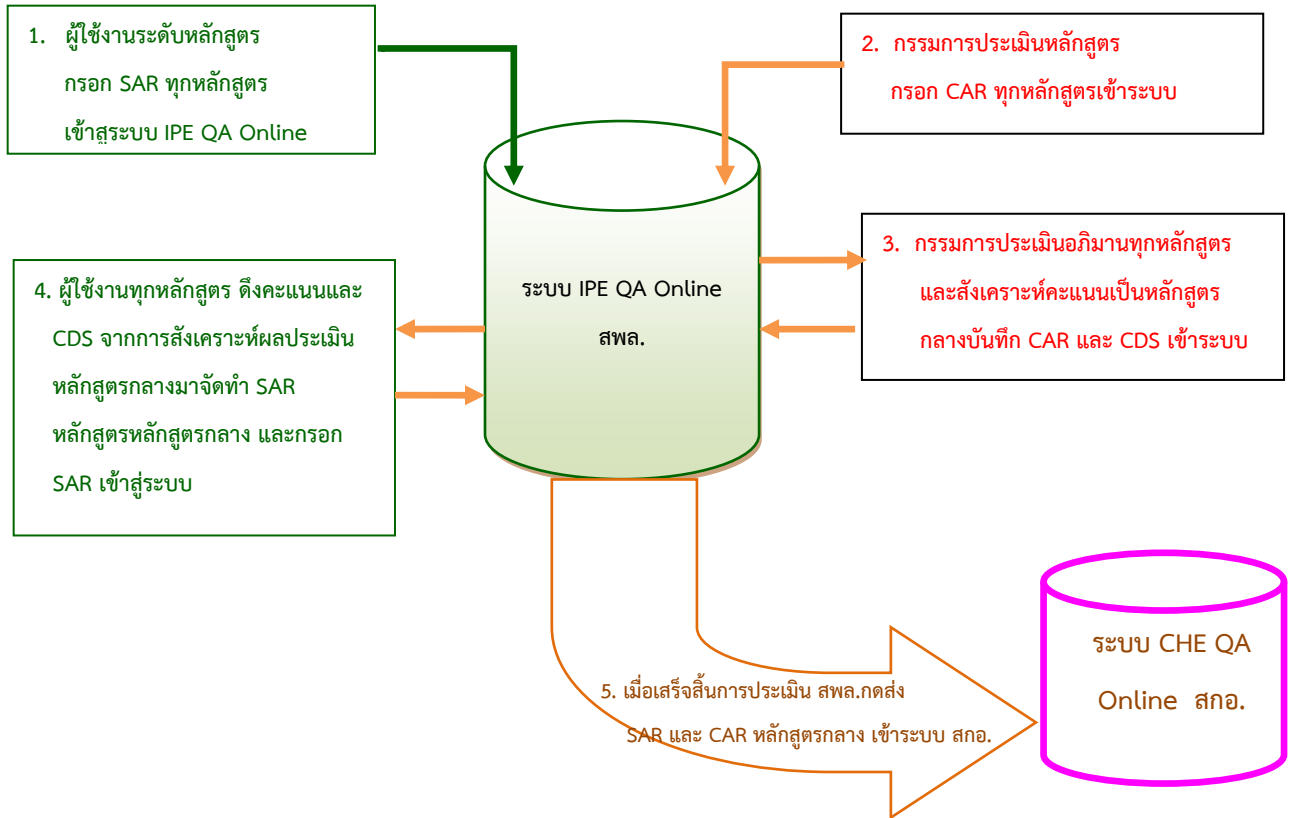 1. ผู้ใช้งานระดับหลักสูตร
กรอก SAR ทุกหลักสูตร
เข้าสู่ระบบ IPE QA Online
2. กรรมการประเมินหลักสูตร
กรอก CAR ทุกหลักสูตรเข้าระบบ
3. กรรมการประเมินอภิมานทุกหลักสูตร
และสังเคราะห์คะแนนเป็นหลักสูตร
กลางบันทึก CAR และ CDS เข้าระบบ
4. ผู้ใช้งานทุกหลักสูตร ดึงคะแนนและ
CDS จากการสังเคราะห์ผลประเมิน
หลักสูตรกลางมาจัดทำ SAR
หลักสูตรหลักสูตรกลาง และกรอก
SAR เข้าสู่ระบบ
ระบบ IPE QA Online
สพล.
5. เมื่อเสร็จสิ้นการประเมิน สพล.กดส่ง
SAR และ CAR หลักสูตรกลาง เข้าระบบ สกอ.
ระบบ CHE QA
Online สกอ.